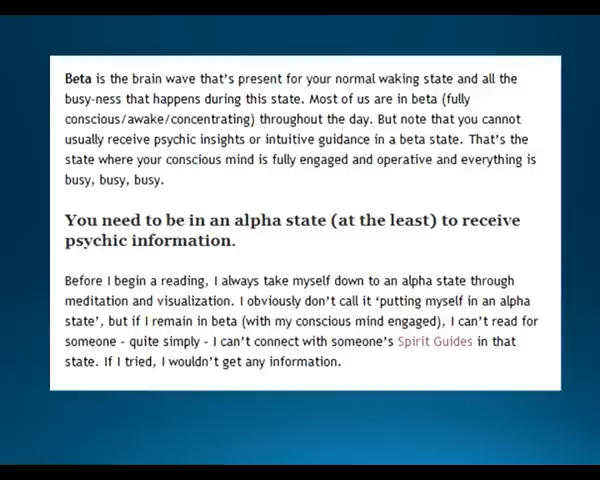 Beta is the brain wave that's present for your normal waking state and all the
busy-ness that happens during this state. Most of us are in beta (fully
conscious/awake/concentrating) throughout the day. But note that you cannot
usually receive psychic insights or intuitive guidance in a beta state. That's the
state where your conscious mind is fully engaged and operative and everything is
busy, busy, busy.
You need to be in an alpha state (at the least) to receive
psychic information.
Before I begin a reading, I always take myself down to an alpha state through
meditation and visualization. I obviously don't call it 'putting myself in an alpha
state', but if I remain in beta (with my conscious mind engaged), I can't read for
someone - quite simply - I can't connect with someone's Spirit Guides in that
state. If I tried, I wouldn't get any information.